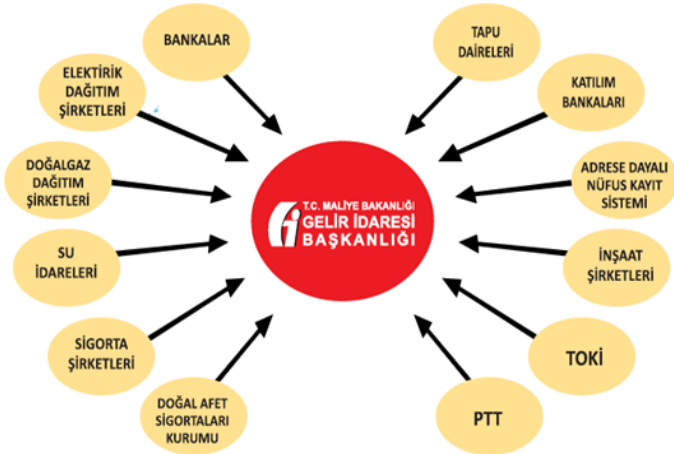 BANKALAR
TAPU
DAİRELERİ
ELEKTİRİK
DAĞITIM
ŞİRKETLERİ
KATILIM
BANKALARI
DOĞALGAZ
DAĞITIM
ŞİRKETLERİ
ADRESE DAYALI
NÜFUS KAYIT
SİSTEMİ
T.C. MALİYE BAKANLIĞI
GELİR İDARESİ
BAŞKANLIĞI
SU
İDARELERİ
İNŞAAT
ŞİRKETLERİ
SİGORTA
ŞİRKETLERİ
TOKİ
DOĞAL AFET
SİGORTALARI
KURUMU
PTT